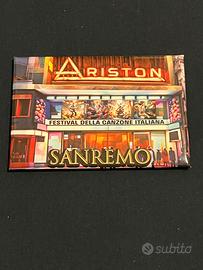 ARISTON
FESTIVAL DELLA CANZONE ITALIANA
SANREMO
subito